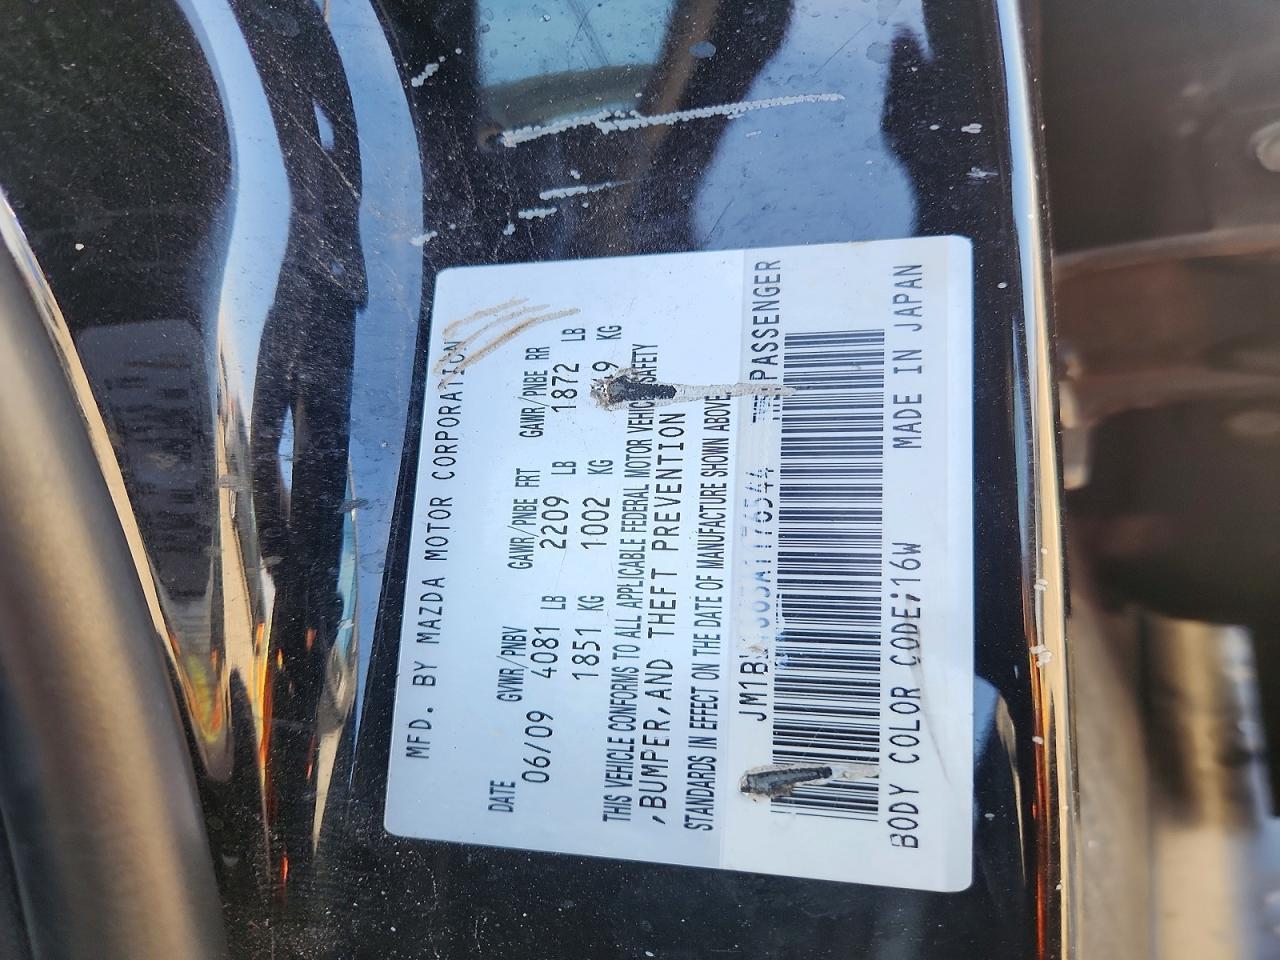 MFD. BY MAZDA MOTOR CORPORATION
DATE GVWR/PNBV GAWR/PNBE FRT GAWR/PNBE RR
06/09 4081 LB 2209 LB 1872 LB
1851 KG 1002 KG KG
THIS VEHICLE CONFORMS TO ALL APPLICABLE FEDERAL MOTOR VEHICLE SAFETY
, BUMPER, AND THEFT PREVENTION
STANDARDS IN EFFECT ON THE DATE OF MANUFACTURE SHOWN ABOVE
PASSENGER
BODY COLOR CODE;16W MADE IN JAPAN